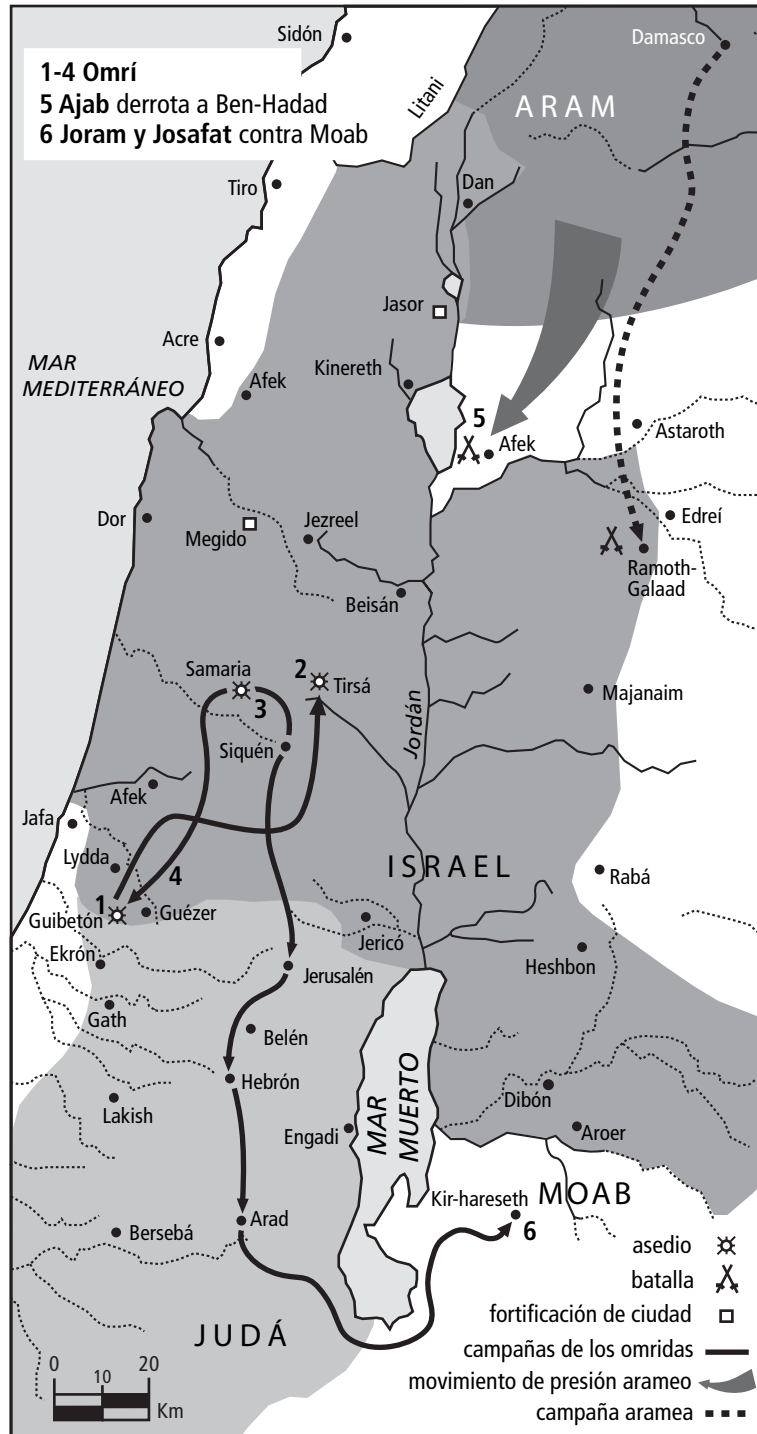 Sidón
Damasco
1-4 Omrí
5 Ajab derrota a Ben-Hadad
6 Joram y Josafat contra Moab
Litani
ARAM
Tiro
Dan
Jasor
Acre
MAR
MEDITERRÁNEO
Afek
Kinereth
5
Afek
Astaroth
Dor
Megido
Jezreel
Edreí
Ramoth-
Galaad
Beisán
Samaria
3
2
Tirsá
Majanaim
Jordán
Siquén
Afek
Jafa
Lydda
4
ISRAEL
Rabá
1
Guibetón
Guézer
Jericó
Ekrón
Jerusalén
Heshbon
Gath
Belén
Hebrón
MAR
MUERTO
Dibón
Lakish
Engadi
Aroer
Kir-hareseth
MOAB
6
Arad
Bersebá
JUDÁ
asedio
batalla
fortificación de ciudad
campañas de los omridas
movimiento de presión arameo
campaña aramea
0 10 20
Km